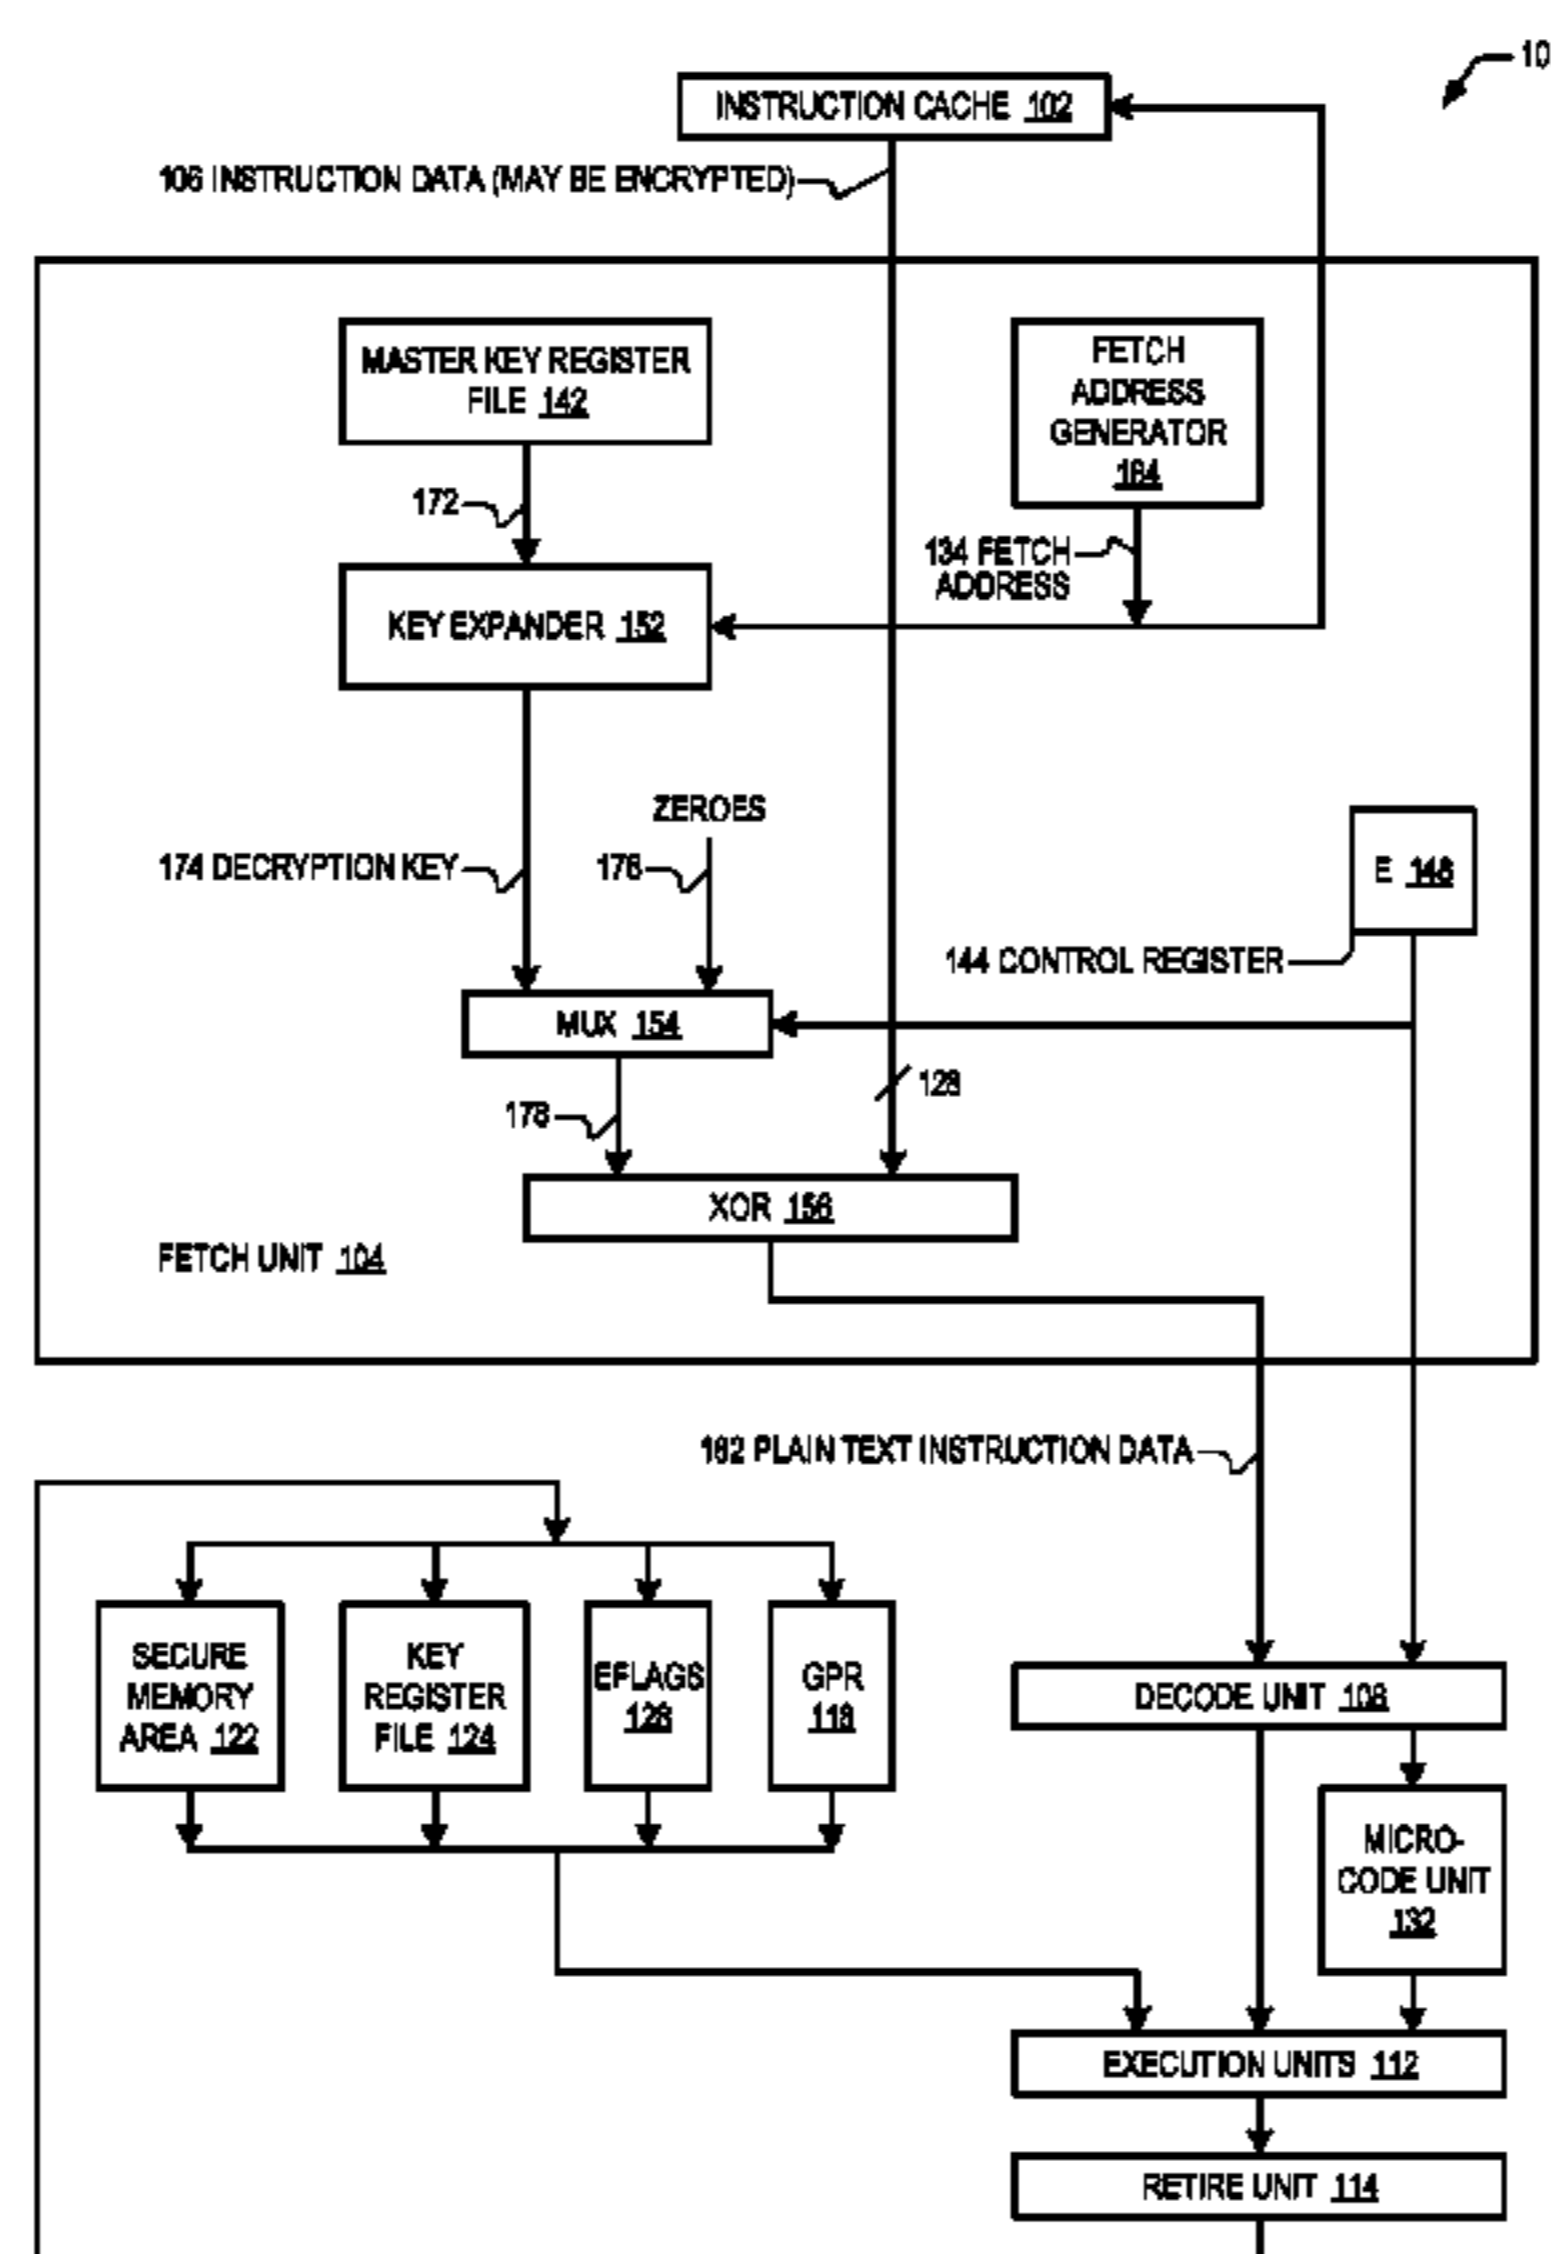 10
INSTRUCTION CACHE 102
106 INSTRUCTION DATA (MAY BE ENCRYPTED)
MASTER KEY REGISTER
FILE 142
FETCH
ADDRESS
GENERATOR
164
172
134 FETCH
ADDRESS
KEY EXPANDER 152
ZEROES
174 DECRYPTION KEY
176
E 148
144 CONTROL REGISTER
MUX 154
128
178
XOR 156
FETCH UNIT 104
162 PLAIN TEXT INSTRUCTION DATA
SECURE
MEMORY
AREA 122
KEY
REGISTER
FILE 124
EFLAGS
128
GPR
118
DECODE UNIT 108
MICRO-
CODE UNIT
132
EXECUTION UNITS 112
RETIRE UNIT 114